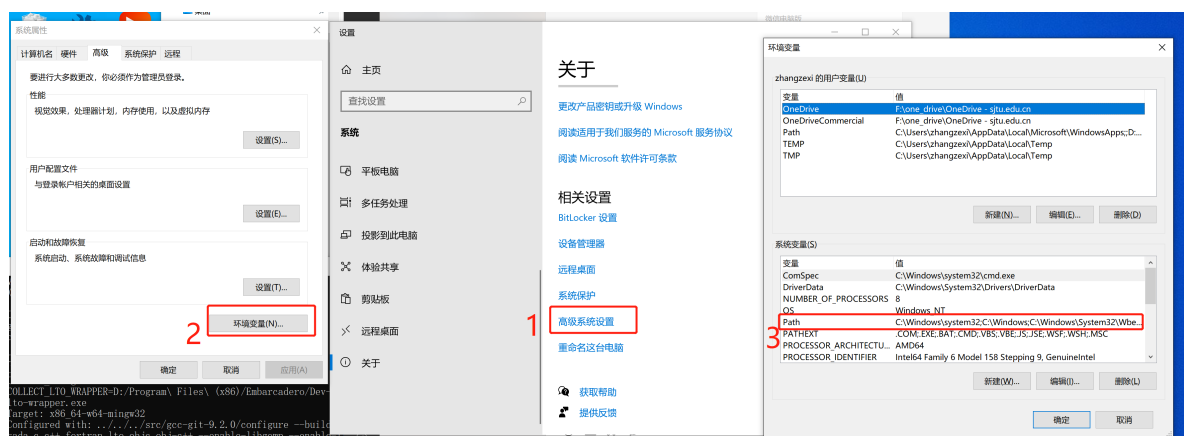 系统属性
计算机名 硬件 高级 系统保护 远程
要进行大多数更改，你必须作为管理员登录。
性能
视觉效果，处理器计划，内存使用，以及虚拟内存
设置(S)...
用户配置文件
与登录帐户相关的桌面设置
设置(E)...
启动和故障恢复
系统启动、系统故障和调试信息
设置(T)...
2
环境变量(N)...
确定 取消 应用(A)
COLLECT_LTO_WRAPPER=D:/Program\ Files\ (x86)/Embarcadero/Dev-
lto-wrapper.exe
Target: x86_64-w64-mingw32
Configured with: ../../../src/gcc-git-9.2.0/configure --build
设置
主页
查找设置
系统
平板电脑
多任务处理
投影到此电脑
体验共享
剪贴板
远程桌面
关于
关于
更改产品密钥或升级 Windows
阅读适用于我们服务的 Microsoft 服务协议
阅读 Microsoft 软件许可条款
相关设置
BitLocker 设置
设备管理器
远程桌面
系统保护
1
高级系统设置
重命名这台电脑
获取帮助
提供反馈
环境变量
zhangzexi 的用户变量(U)
变量 值
OneDrive F:\one_drive\OneDrive - sjtu.edu.cn
OneDriveCommercial F:\one_drive\OneDrive - sjtu.edu.cn
Path C:\Users\zhangzexi\AppData\Local\Microsoft\WindowsApps;;D:...
TEMP C:\Users\zhangzexi\AppData\Local\Temp
TMP C:\Users\zhangzexi\AppData\Local\Temp
新建(N)... 编辑(E)... 删除(D)
系统变量(S)
变量 值
ComSpec C:\Windows\system32\cmd.exe
DriverData C:\Windows\System32\Drivers\DriverData
NUMBER_OF_PROCESSORS 8
OS Windows_NT
Path C:\Windows\system32;C:\Windows;C:\Windows\System32\Wbe...
3
PATHEXT .COM;.EXE;.BAT;.CMD;.VBS;.VBE;.JS;.JSE;.WSF;.WSH;.MSC
PROCESSOR_ARCHITECTU... AMD64
PROCESSOR_IDENTIFIER Intel64 Family 6 Model 158 Stepping 9, GenuineIntel
新建(W)... 编辑(I)... 删除(L)
确定 取消